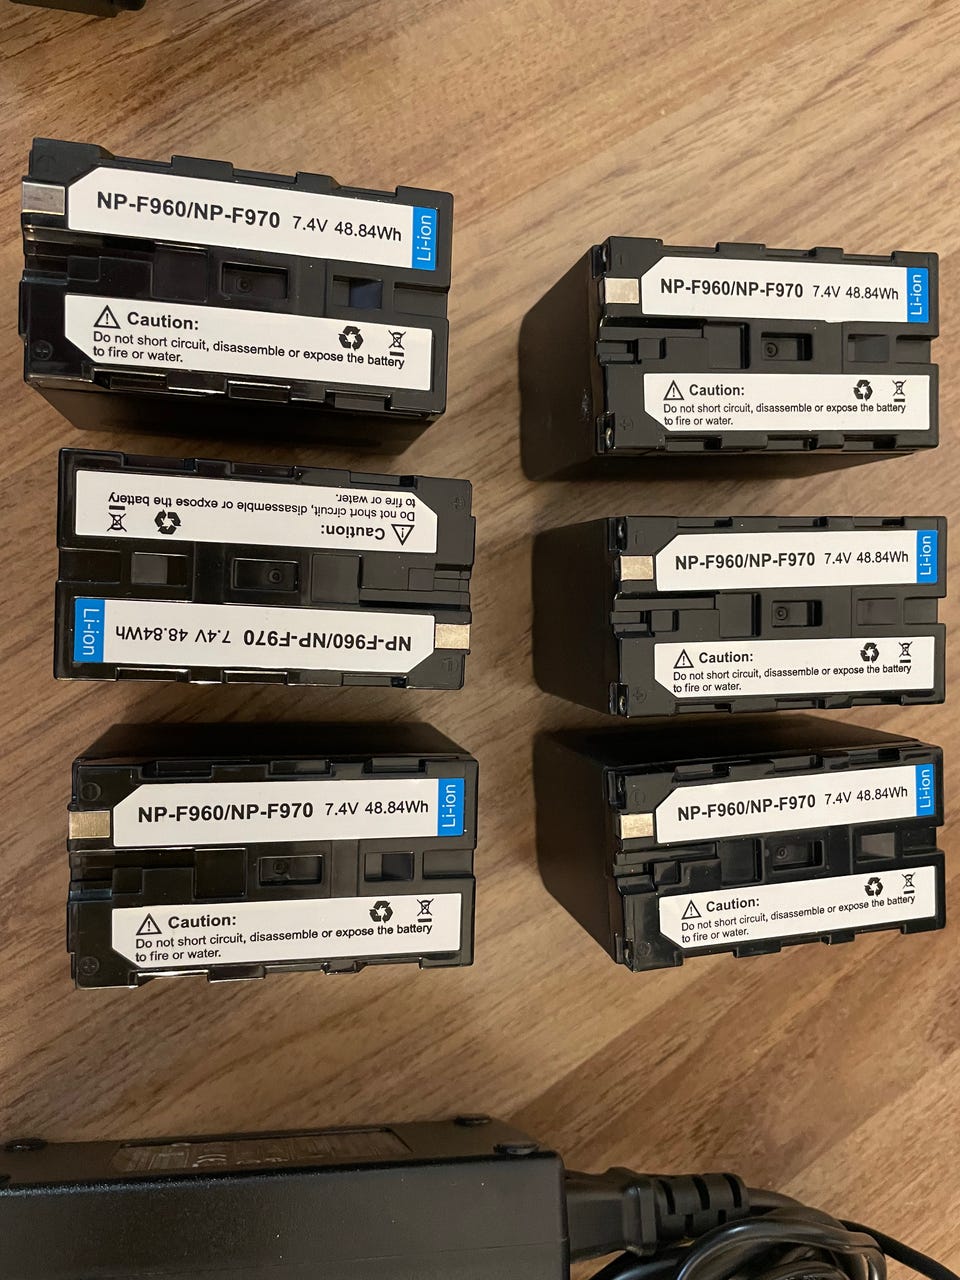 NP-F960/NP-F970 7.4V 48.84Wh Li-ion
Caution:
Do not short circuit, disassemble or expose the battery
to fire or water.
Caution:
Do not short circuit, disassemble or expose the battery
to fire or water.
NP-F960/NP-F970 7.4V 48.84Wh Li-ion
NP-F960/NP-F970 7.4V 48.84Wh Li-ion
Caution:
Do not short circuit, disassemble or expose the battery
to fire or water.
NP-F960/NP-F970 7.4V 48.84Wh Li-ion
Caution:
Do not short circuit, disassemble or expose the battery
to fire or water.
NP-F960/NP-F970 7.4V 48.84Wh Li-ion
Caution:
Do not short circuit, disassemble or expose the battery
to fire or water.
NP-F960/NP-F970 7.4V 48.84Wh Li-ion
Caution:
Do not short circuit, disassemble or expose the battery
to fire or water.